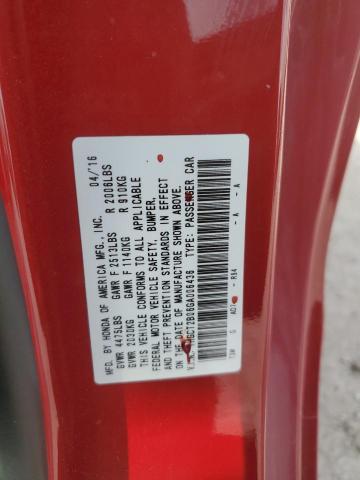 MFD. BY HONDA OF AMERICA MFG., INC. 04/16
GVWR 4475LBS GAWR F 2513LBS R 2006LBS
GVWR 2030KG GAWR F 1140KG R 910KG
THIS VEHICLE CONFORMS TO ALL APPLICABLE
FEDERAL MOTOR VEHICLE SAFETY, BUMPER,
AND THEFT PREVENTION STANDARDS IN EFFECT
ON THE DATE OF MANUFACTURE SHOWN ABOVE.
TYPE: PASSENGER CAR
R94 - A - A